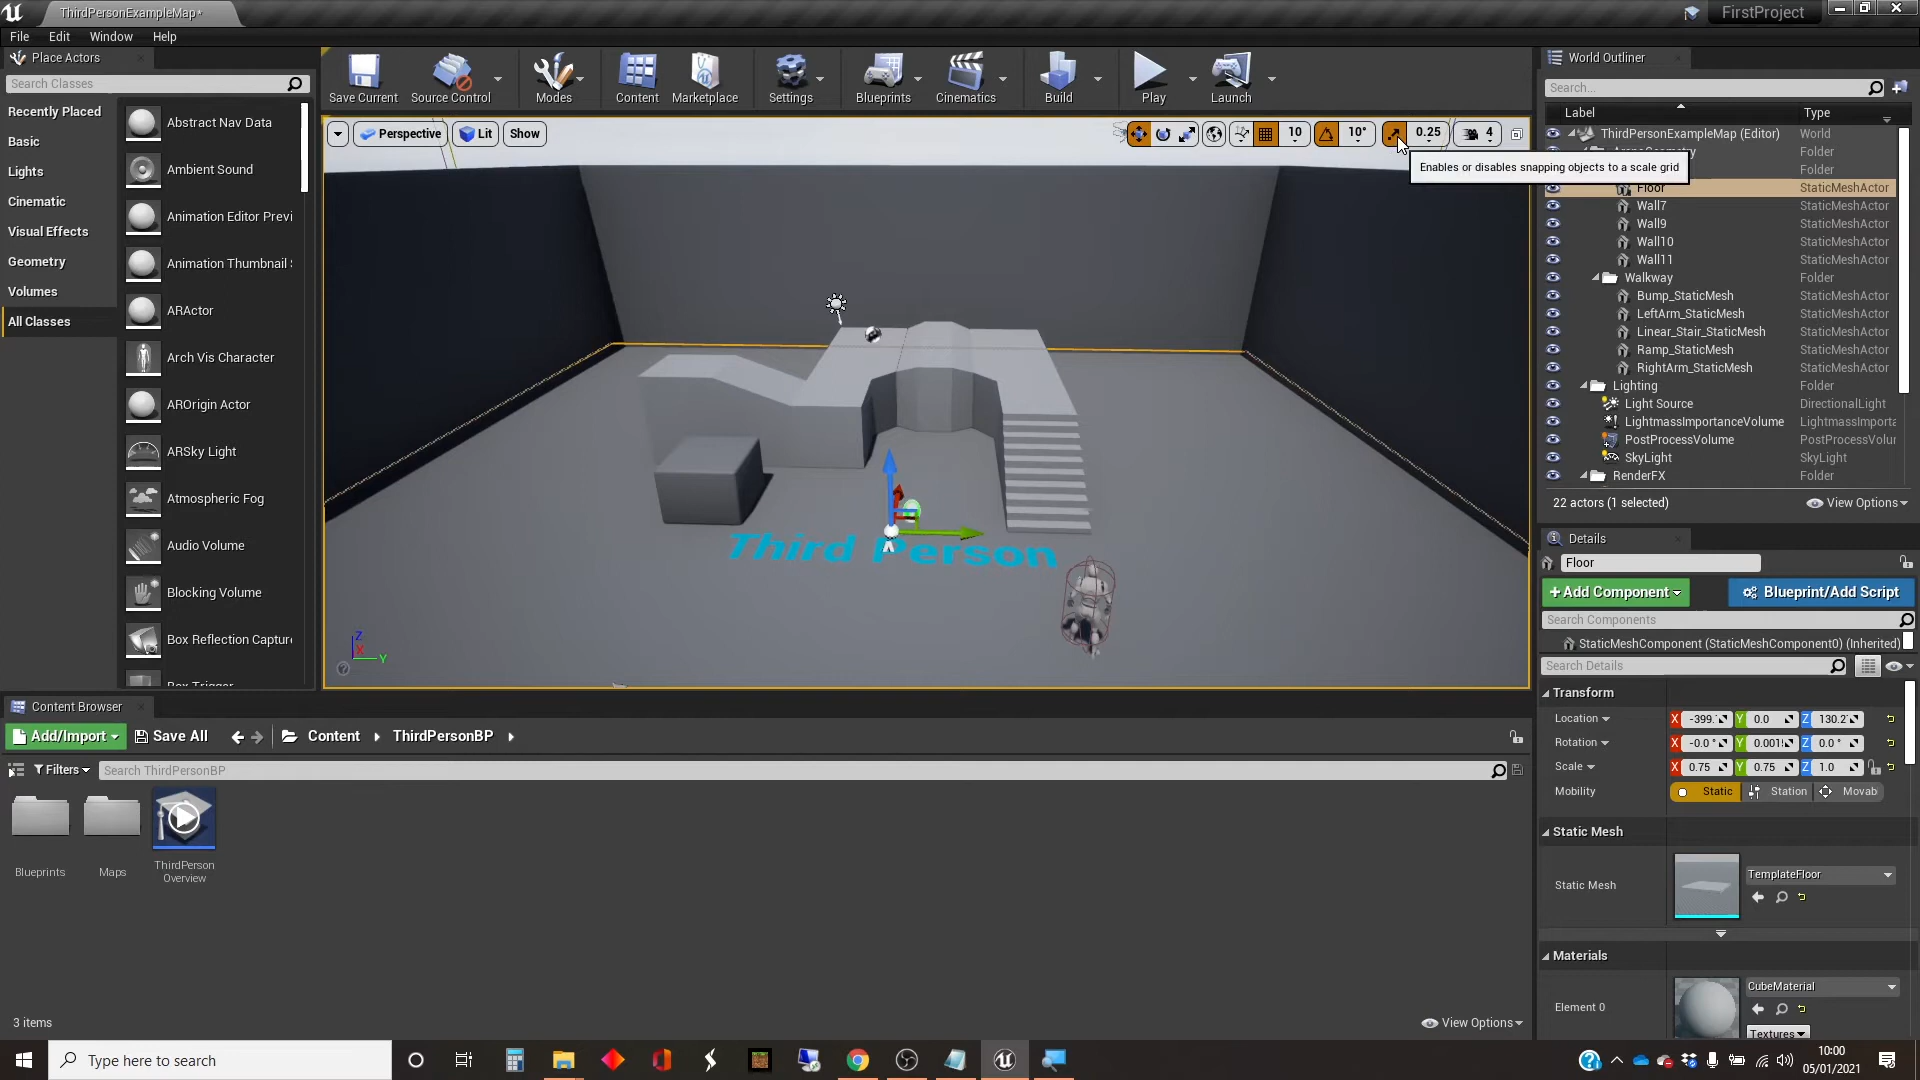 ThirdPersonExampleMap*
FirstProject
File Edit Window Help
Place Actors
Search Classes
Recently Placed
Basic
Lights
Cinematic
Visual Effects
Geometry
Volumes
All Classes
Abstract Nav Data
Ambient Sound
Animation Editor Previ
Animation Thumbnail
ARActor
Arch Vis Character
AROrigin Actor
ARSky Light
Atmospheric Fog
Audio Volume
Blocking Volume
Box Reflection Capture
Box Trigger
Save Current
Source Control
Modes
Content
Marketplace
Settings
Blueprints
Cinematics
Build
Play
Launch
Perspective
Lit
Show
10
10°
0.25
4
Enables or disables snapping objects to a scale grid
Third Person
Z
X
Y
World Outliner
Search...
Label Type
ThirdPersonExampleMap (Editor) World
Folder
Folder
Floor StaticMeshActor
Wall7 StaticMeshActor
Wall9 StaticMeshActor
Wall10 StaticMeshActor
Wall11 StaticMeshActor
Walkway Folder
Bump_StaticMesh StaticMeshActor
LeftArm_StaticMesh StaticMeshActor
Linear_Stair_StaticMesh StaticMeshActor
Ramp_StaticMesh StaticMeshActor
RightArm_StaticMesh StaticMeshActor
Lighting Folder
Light Source DirectionalLight
LightmassImportanceVolume LightmassImporta
PostProcessVolume PostProcessVolur
SkyLight SkyLight
RenderFX Folder
22 actors (1 selected)
View Options
Details
Floor
+Add Component
Blueprint/Add Script
Search Components
StaticMeshComponent (StaticMeshComponent0) (Inherited)
Search Details
Transform
Location X -399. Y 0.0 Z 130.2
Rotation X -0.0 ° Y 0.001 Z 0.0 °
Scale X 0.75 Y 0.75 Z 1.0
Mobility Static Station Movab
Static Mesh
Static Mesh TemplateFloor
Materials
Element 0 CubeMaterial
Textures
Content Browser
Add/Import
Save All
Content
ThirdPersonBP
Filters
Search ThirdPersonBP
Blueprints
Maps
ThirdPerson
Overview
3 items
View Options
Type here to search
10:00
05/01/2021